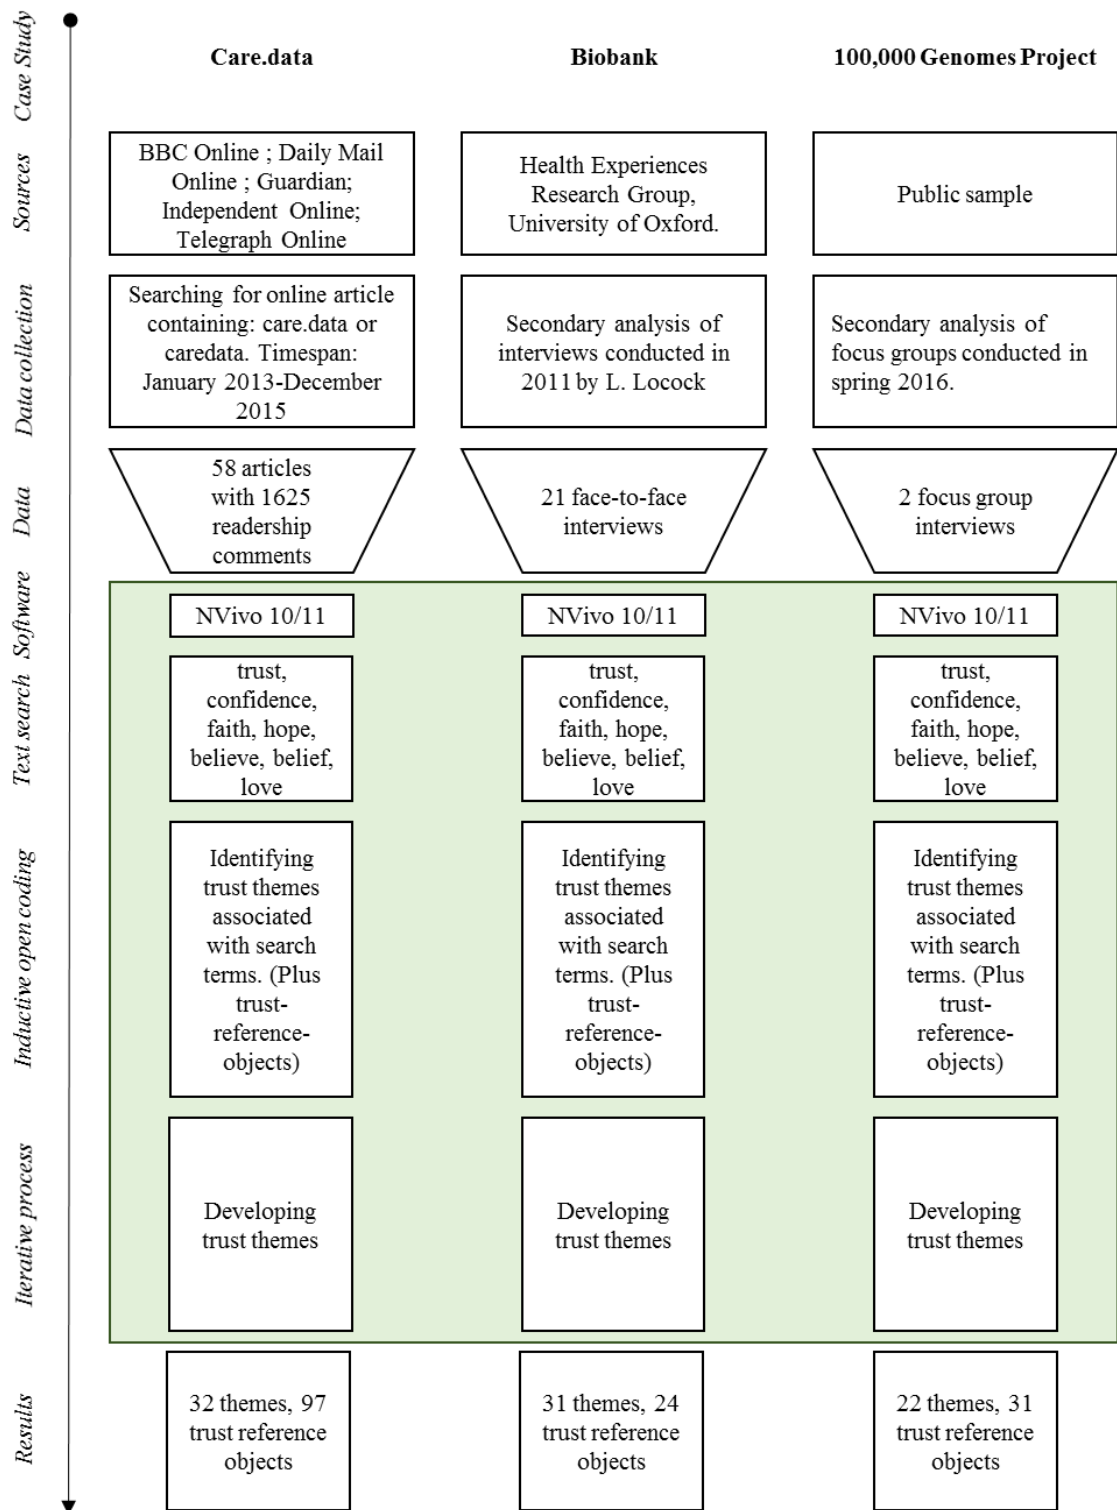 Case Study
Care.data
Biobank
100,000 Genomes Project
Sources
BBC Online ; Daily Mail
Online ; Guardian;
Independent Online;
Telegraph Online
Health Experiences
Research Group,
University of Oxford.
Public sample
Data collection
Searching for online article
containing: care.data or
caredata. Timespan:
January 2013-December
2015
Secondary analysis of
interviews conducted in
2011 by L. Locock
Secondary analysis of
focus groups conducted in
spring 2016.
Data
58 articles
with 1625
readership
comments
21 face-to-face
interviews
2 focus group
interviews
Software
NVivo 10/11
NVivo 10/11
NVivo 10/11
Text search
trust,
confidence,
faith, hope,
believe, belief,
love
trust,
confidence,
faith, hope,
believe, belief,
love
trust,
confidence,
faith, hope,
believe, belief,
love
Inductive open coding
Identifying
trust themes
associated
with search
terms. (Plus
trust-
reference-
objects)
Identifying
trust themes
associated
with search
terms. (Plus
trust-
reference-
objects)
Identifying
trust themes
associated
with search
terms. (Plus
trust-
reference-
objects)
Iterative process
Developing
trust themes
Developing
trust themes
Developing
trust themes
Results
32 themes, 97
trust reference
objects
31 themes, 24
trust reference
objects
22 themes, 31
trust reference
objects